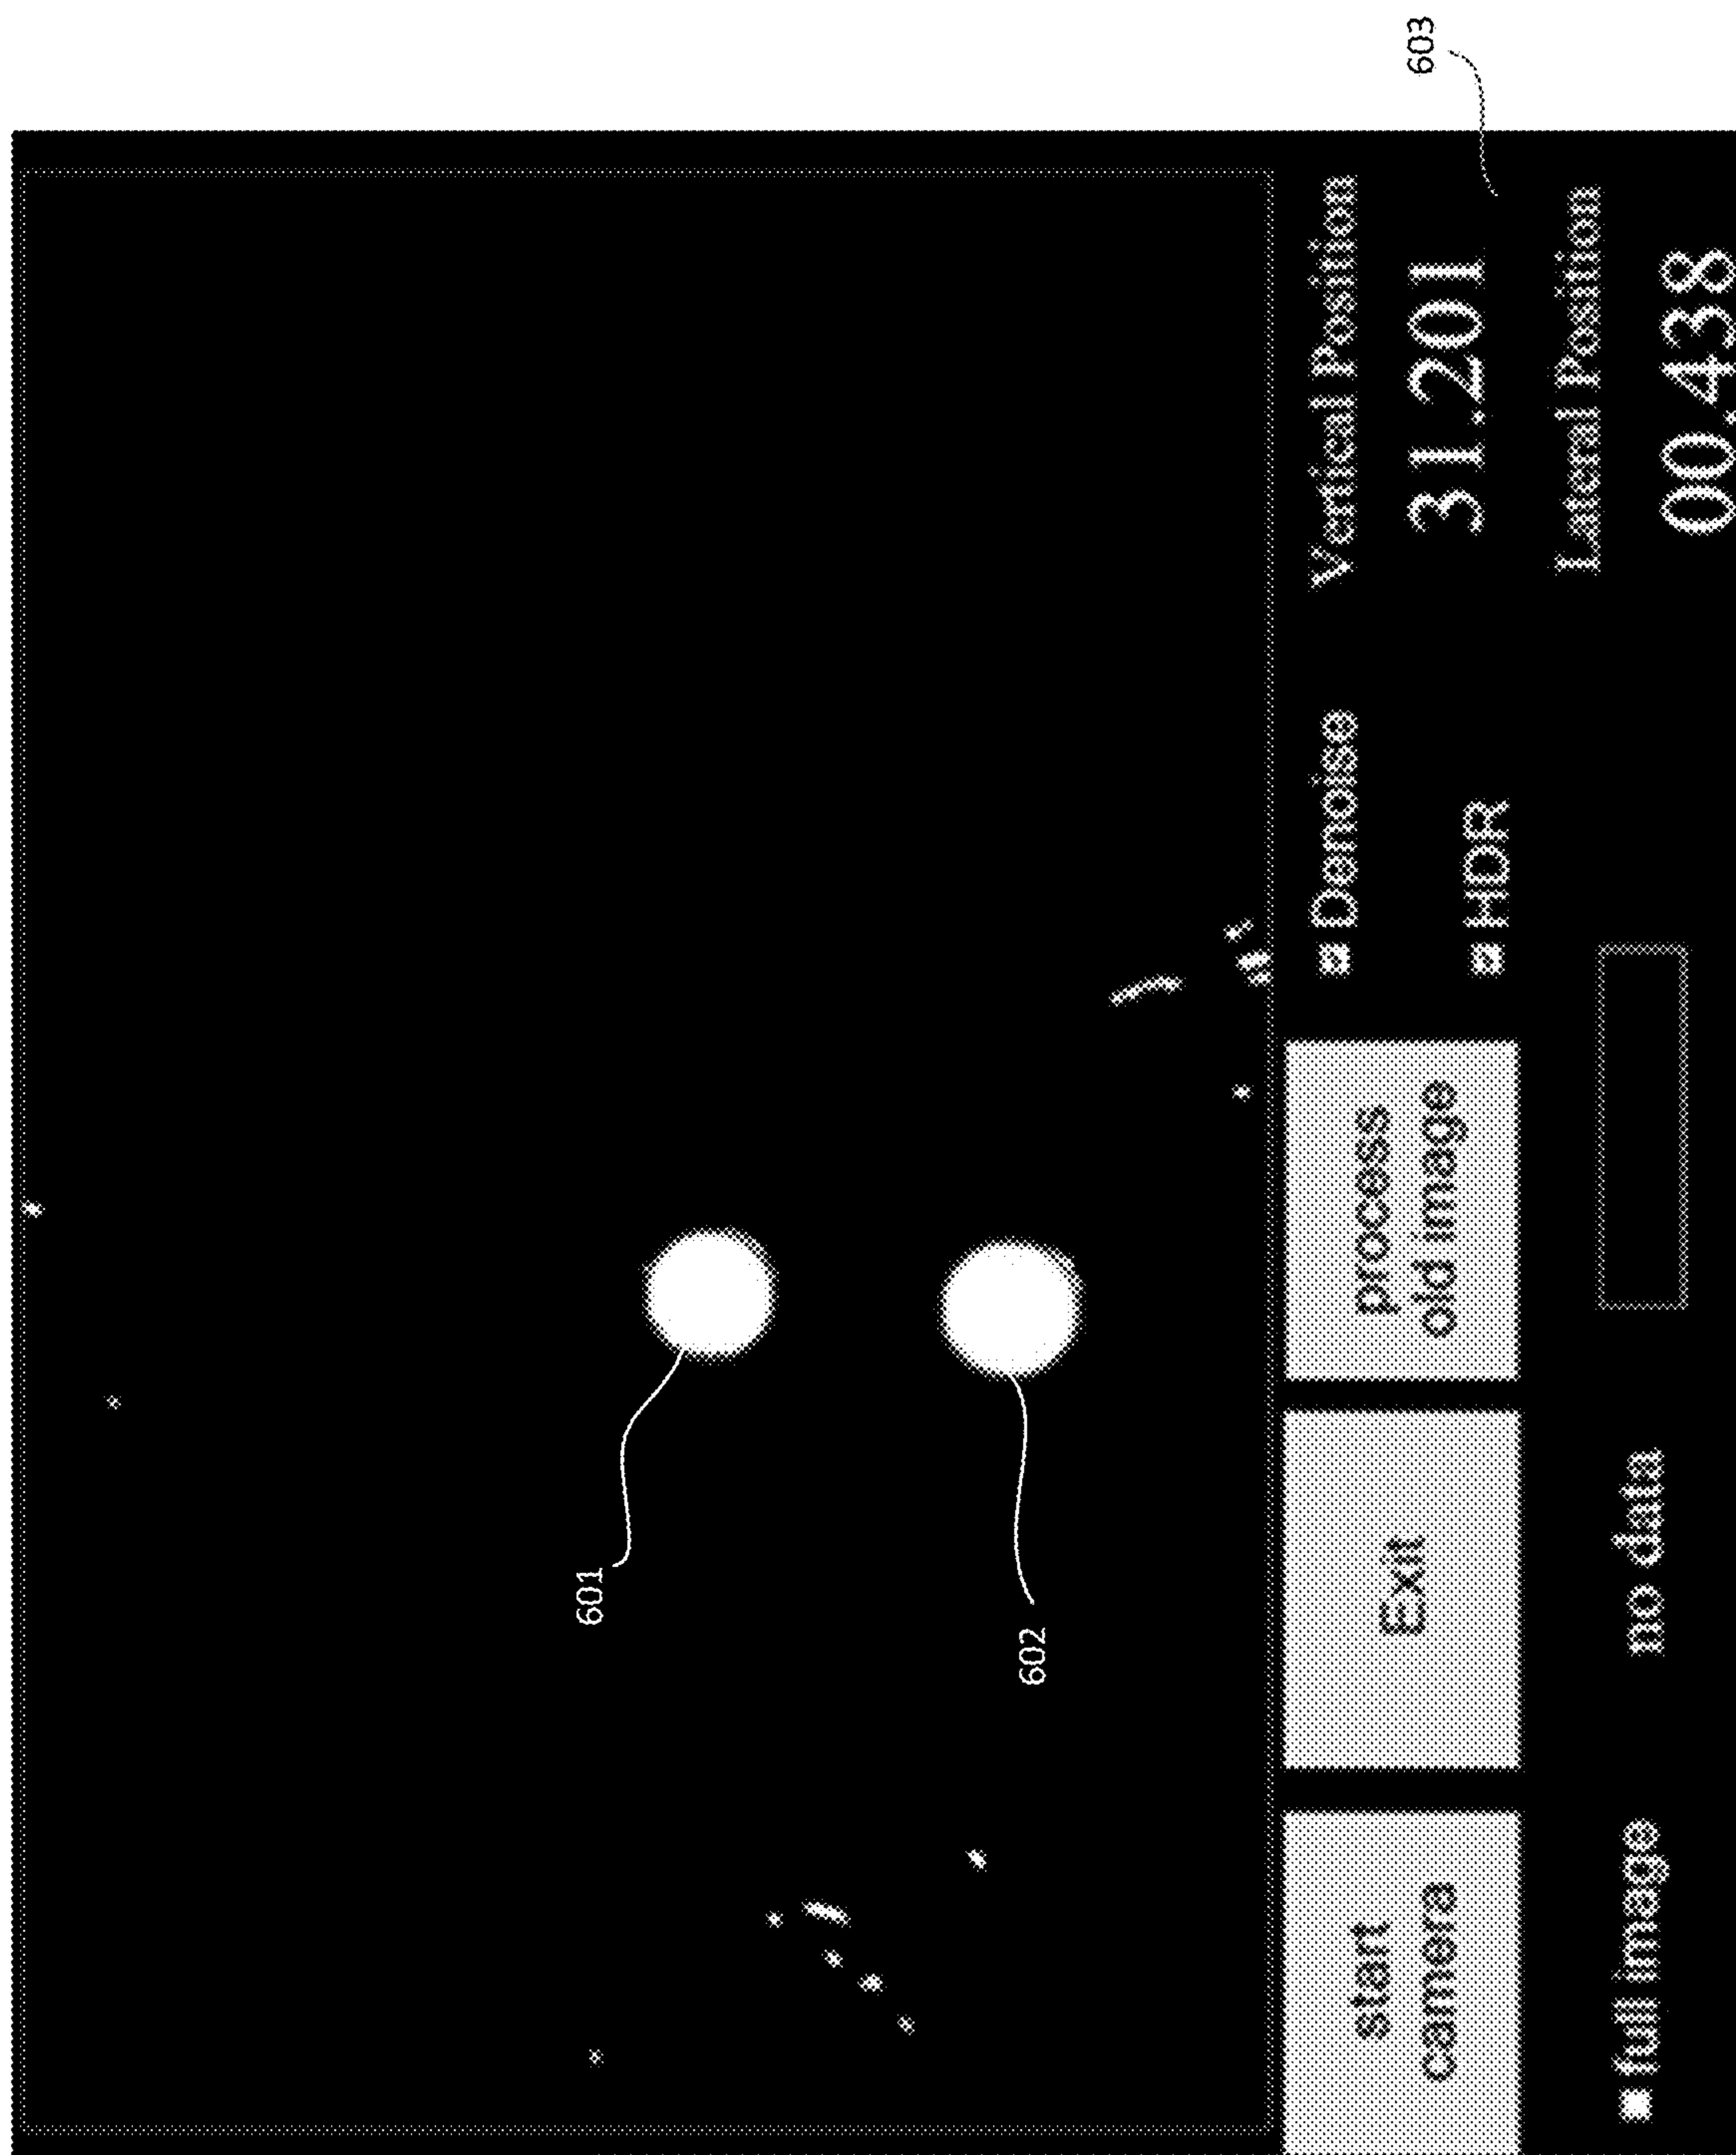 601
602
start
camera
Exit
process
old image
Denoise
HDR
Vertical Position
31.201
603
full image
no data
Lateral Position
00.438